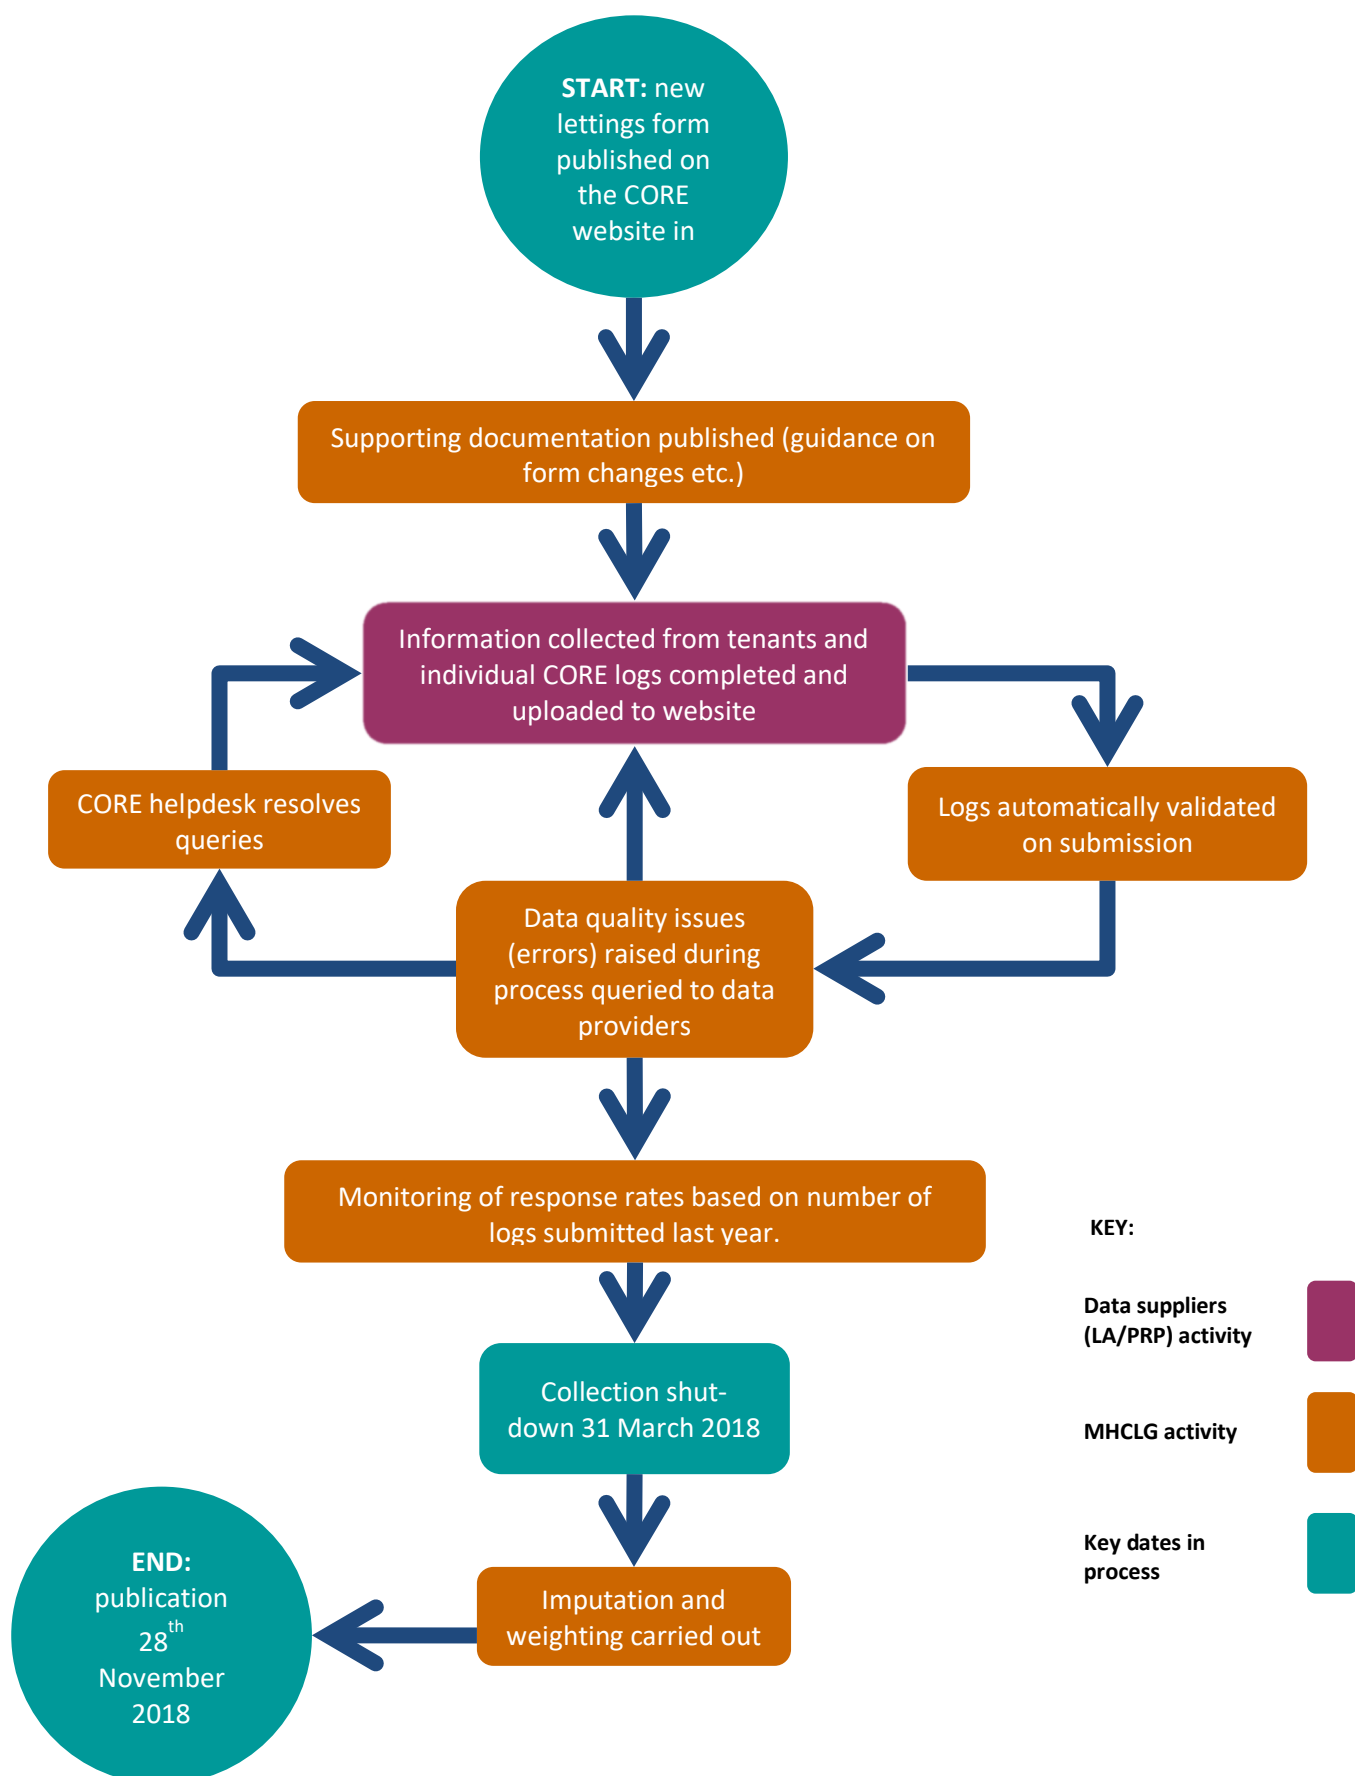 START: new
lettings form
published on
the CORE
website in
Supporting documentation published (guidance on
form changes etc.)
Information collected from tenants and
individual CORE logs completed and
uploaded to website
CORE helpdesk resolves
queries
Logs automatically validated
on submission
Data quality issues
(errors) raised during
process queried to data
providers
Monitoring of response rates based on number of
logs submitted last year.
KEY:
Data suppliers
(LA/PRP) activity
Collection shut-
down 31 March 2018
MHCLG activity
Key dates in
process
Imputation and
weighting carried out
END:
publication
28th
November
2018